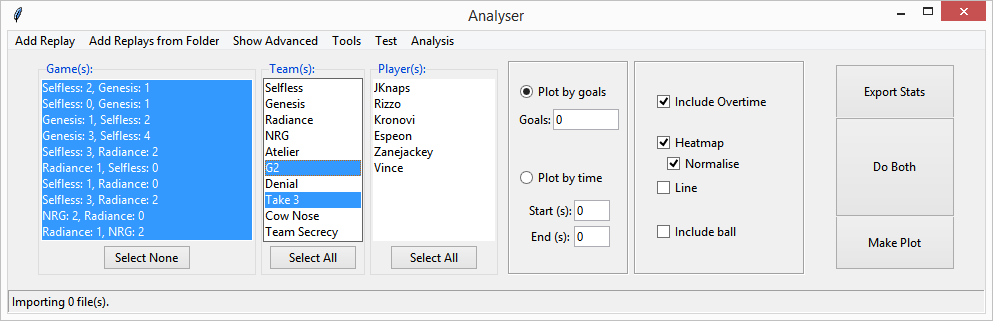 Analyser
Add Replay Add Replays from Folder Show Advanced Tools Test Analysis
Game(s):
Selfless: 2, Genesis: 1
Selfless: 0, Genesis: 1
Genesis: 1, Selfless: 2
Genesis: 3, Selfless: 4
Selfless: 3, Radiance: 2
Radiance: 1, Selfless: 0
Selfless: 1, Radiance: 0
Selfless: 3, Radiance: 2
NRG: 2, Radiance: 0
Radiance: 1, NRG: 2
Select None
Team(s):
Selfless
Genesis
Radiance
NRG
Atelier
G2
Denial
Take 3
Cow Nose
Team Secrecy
Select All
Player(s):
JKnaps
Rizzo
Kronovi
Espeon
Zanejackey
Vince
Select All
Plot by goals
Goals: 0
Plot by time
Start (s): 0
End (s): 0
Include Overtime
Heatmap
Normalise
Line
Include ball
Export Stats
Do Both
Make Plot
Importing 0 file(s).